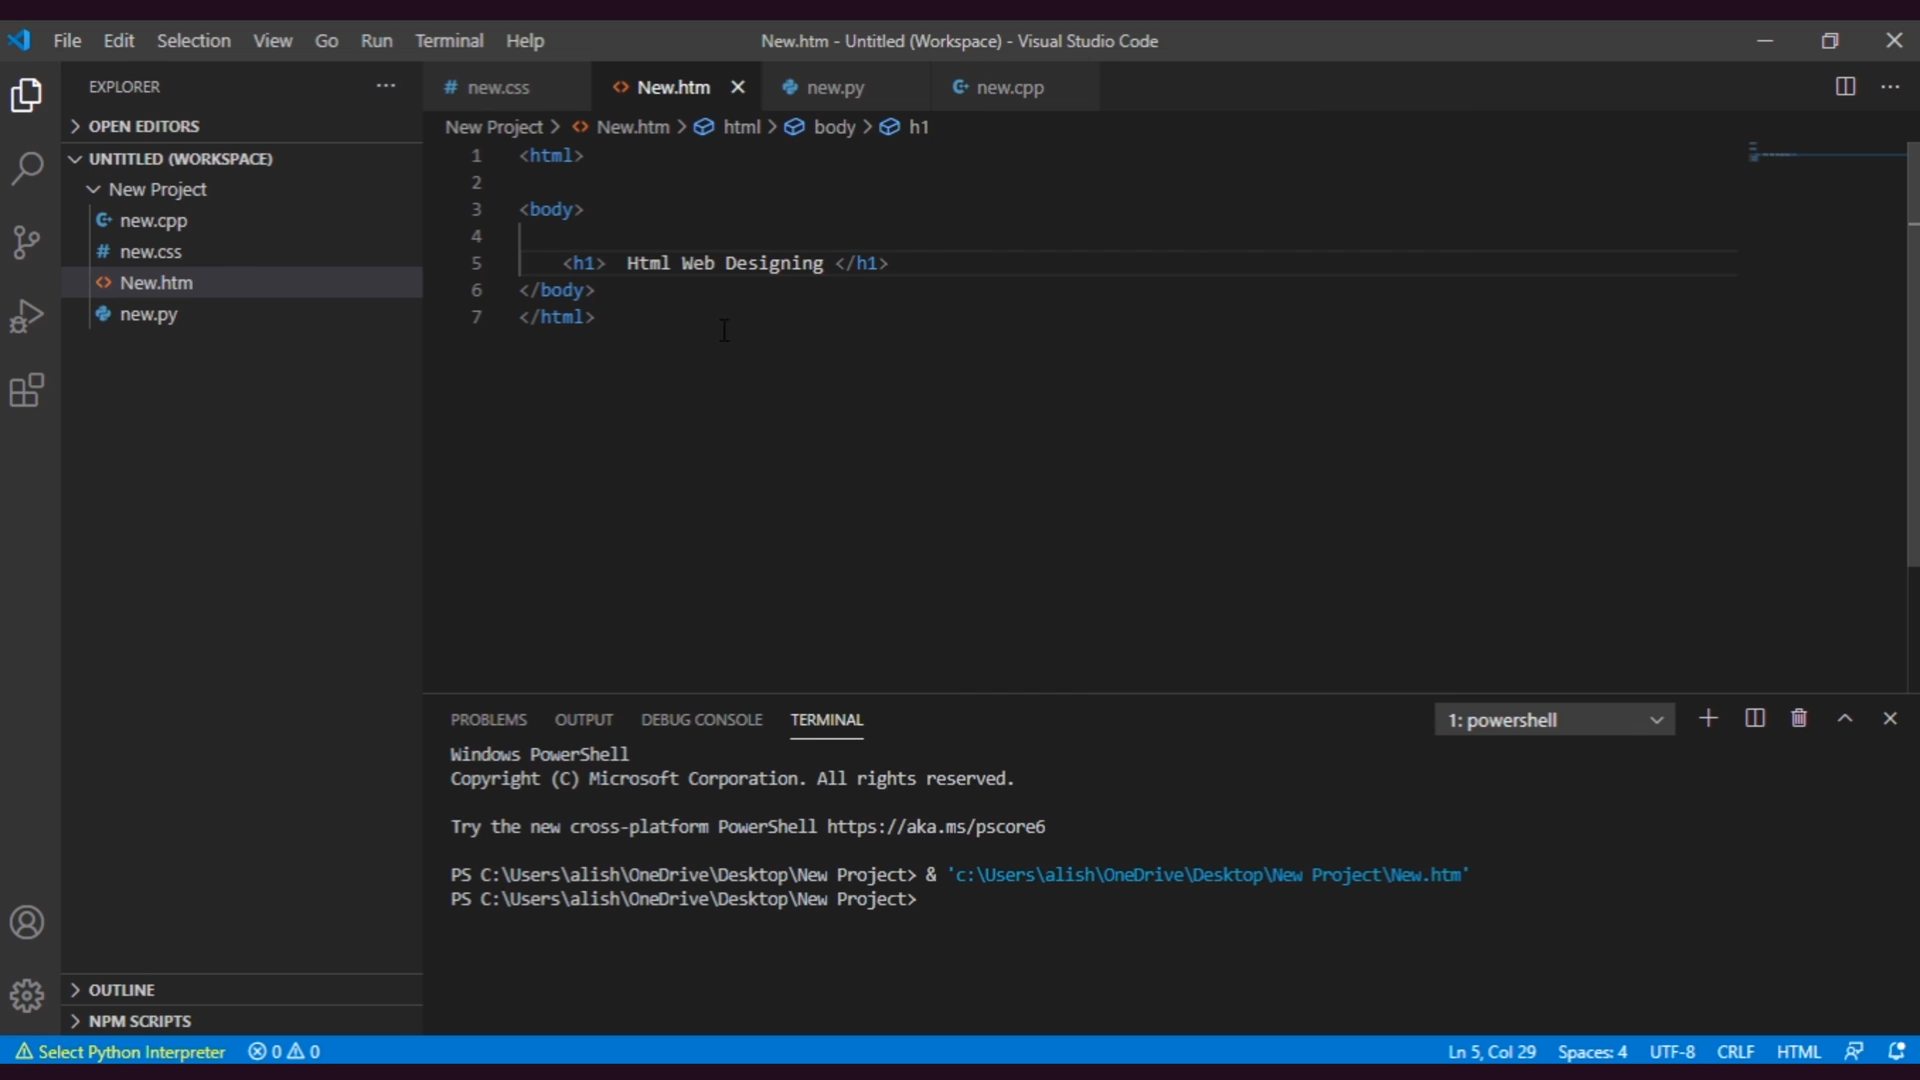 File Edit Selection View Go Run Terminal Help New.htm - Untitled (Workspace) - Visual Studio Code
EXPLORER
OPEN EDITORS
UNTITLED (WORKSPACE)
New Project
new.cpp
new.css
New.htm
new.py
OUTLINE
NPM SCRIPTS
new.css New.htm new.py new.cpp
New Project > New.htm > html > body > h1
1 <html>
2
3 <body>
4
5 <h1> Html Web Designing </h1>
6 </body>
7 </html>
PROBLEMS OUTPUT DEBUG CONSOLE TERMINAL 1: powershell
Windows PowerShell
Copyright (C) Microsoft Corporation. All rights reserved.
Try the new cross-platform PowerShell https://aka.ms/pscore6
PS C:\Users\alish\OneDrive\Desktop\New Project> & 'c:\Users\alish\OneDrive\Desktop\New Project\New.htm'
PS C:\Users\alish\OneDrive\Desktop\New Project>
Select Python Interpreter 0 0 Ln 5, Col 29 Spaces: 4 UTF-8 CRLF HTML